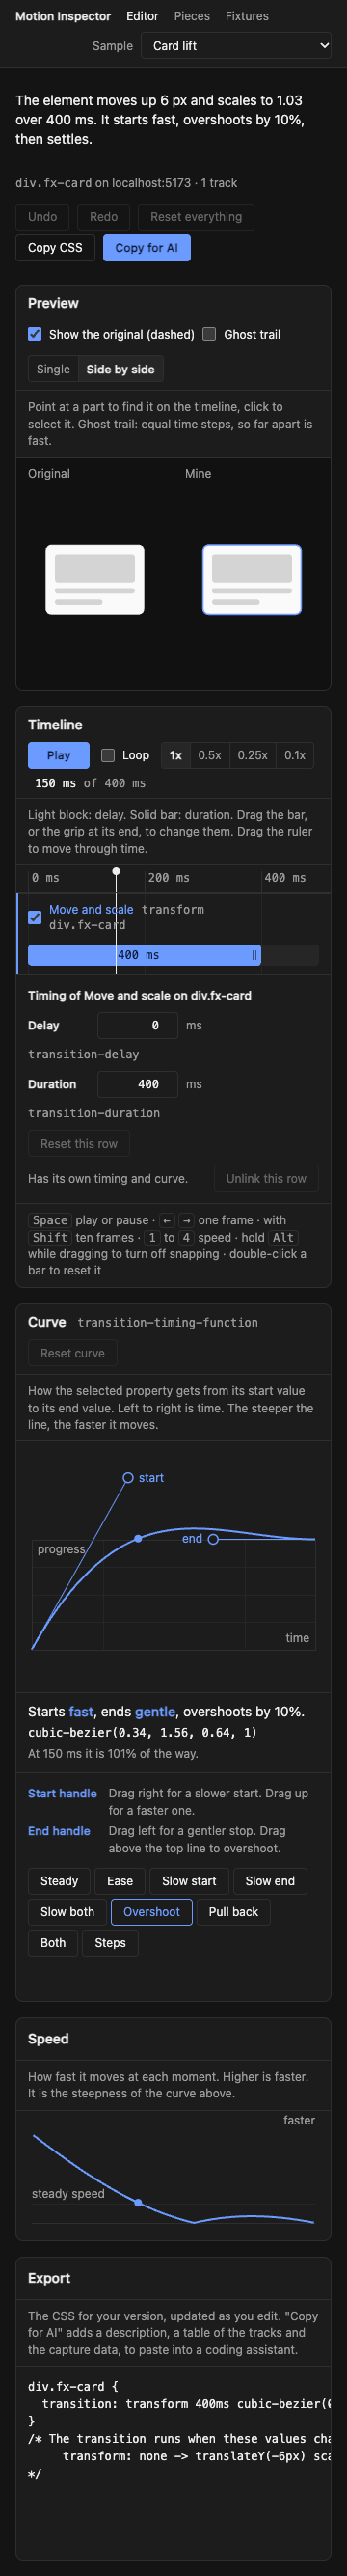 Motion Inspector Editor Pieces Fixtures
Sample Card lift
The element moves up 6 px and scales to 1.03
over 400 ms. It starts fast, overshoots by 10%,
then settles.
div.fx-card on localhost:5173 · 1 track
Undo Redo Reset everything
Copy CSS Copy for AI
Preview
Show the original (dashed) Ghost trail
Single Side by side
Point at a part to find it on the timeline, click to
select it. Ghost trail: equal time steps, so far apart is
fast.
Original Mine
Timeline
Play Loop 1x 0.5x 0.25x 0.1x
150 ms of 400 ms
Light block: delay. Solid bar: duration. Drag the bar,
or the grip at its end, to change them. Drag the ruler
to move through time.
0 ms 200 ms 400 ms
Move and scale transform
div.fx-card
400 ms
Timing of Move and scale on div.fx-card
Delay 0 ms
transition-delay
Duration 400 ms
transition-duration
Reset this row
Has its own timing and curve. Unlink this row
Space play or pause · ← → one frame · with
Shift ten frames · 1 to 4 speed · hold Alt
while dragging to turn off snapping · double-click a
bar to reset it
Curve transition-timing-function
Reset curve
How the selected property gets from its start value
to its end value. Left to right is time. The steeper the
line, the faster it moves.
start
end
progress
time
Starts fast, ends gentle, overshoots by 10%.
cubic-bezier(0.34, 1.56, 0.64, 1)
At 150 ms it is 101% of the way.
Start handle Drag right for a slower start. Drag up
for a faster one.
End handle Drag left for a gentler stop. Drag
above the top line to overshoot.
Steady Ease Slow start Slow end
Slow both Overshoot Pull back
Both Steps
Speed
How fast it moves at each moment. Higher is faster.
It is the steepness of the curve above.
faster
steady speed
Export
The CSS for your version, updated as you edit. "Copy
for AI" adds a description, a table of the tracks and
the capture data, to paste into a coding assistant.
div.fx-card {
transition: transform 400ms cubic-bezier(0
}
/* The transition runs when these values cha
transform: none -> translateY(-6px) sca
*/